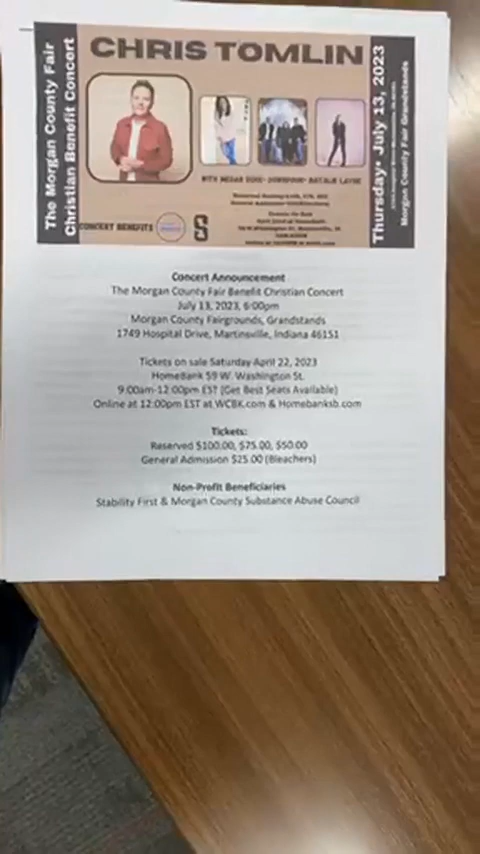 The Morgan County Fair
Christian Benefit Concert
CHRIS TOMLIN
CONCERT BENEFITS
S
Thursday• July 13, 2023
Morgan County Fair Grandstands
Concert Announcement
The Morgan County Fair Benefit Christian Concert
July 13, 2023, 6:00pm
Morgan County Fairgrounds, Grandstands
1749 Hospital Drive, Martinsville, Indiana 46151
Tickets on sale Saturday April 22, 2023
HomeBank 59 W. Washington St.
9:00am-12:00pm EST (Get Best Seats Available)
Online at 12:00pm EST at WCBK.com & Homebanksb.com
Tickets:
Reserved $100.00, $75.00, $50.00
General Admission $25.00 (Bleachers)
Non-Profit Beneficiaries
Stability First & Morgan County Substance Abuse Council